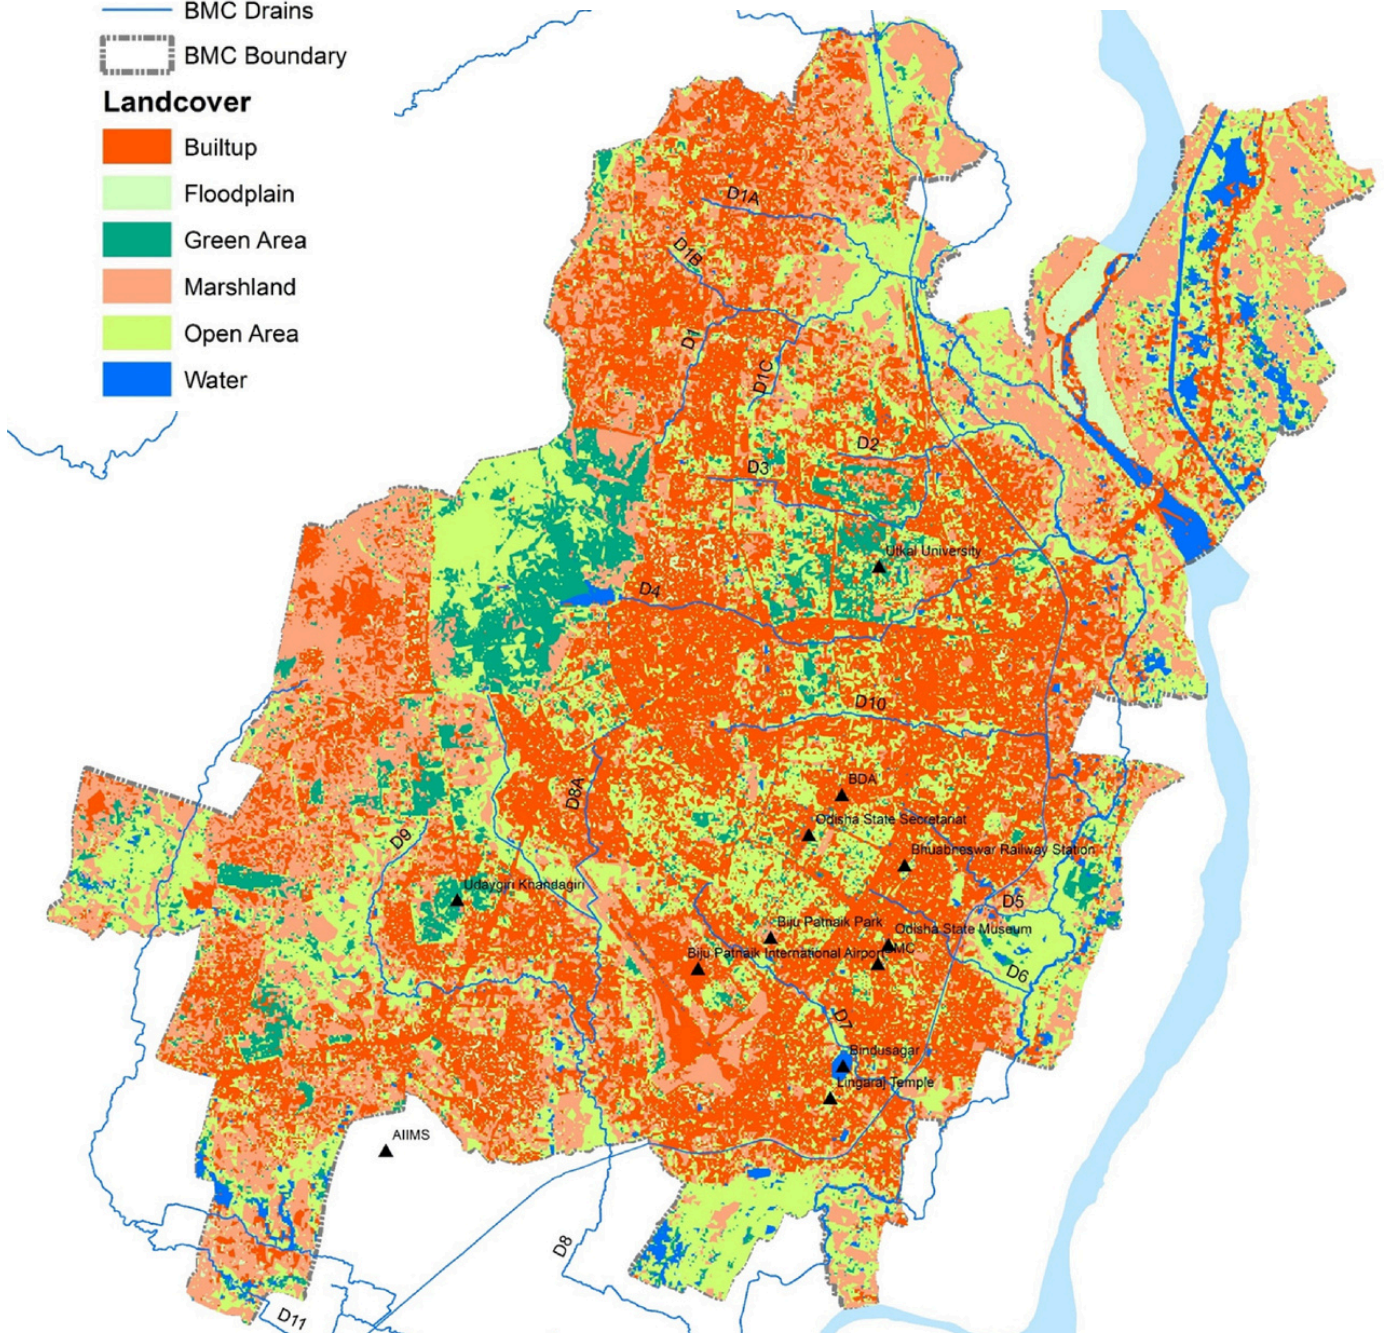 BMC Drains
BMC Boundary
Landcover
Builtup
Floodplain
Green Area
Marshland
Open Area
Water
D1A
D1B
D1
D1C
D2
D3
Utkal University
D4
D10
BDA
D8A
Odisha State Secretariat
D9
Bhuabneswar Railway Station
Udaygiri Khandagiri
D5
Biju Patnaik Park
Odisha State Museum
Biju Patnaik International Airport
MC
D6
D7
Bindusagar
Lingaraj Temple
AIIMS
D8
D11